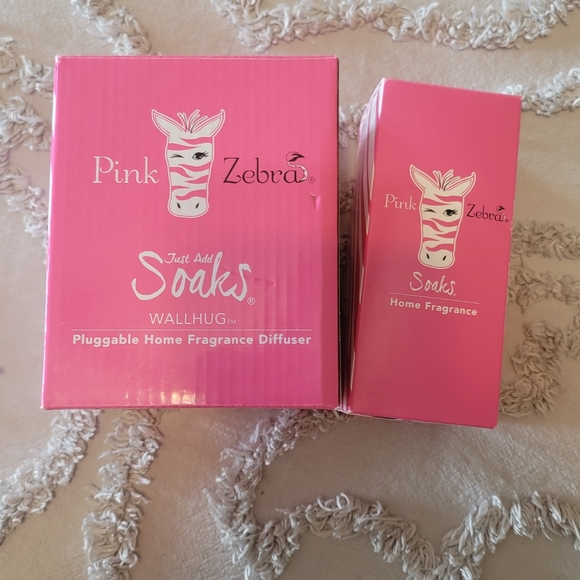 Pink Zebra®
Just Add
Soaks®
WALLHUG™
Pluggable Home Fragrance Diffuser
Pink Zebra®
Soaks®
Home Fragrance